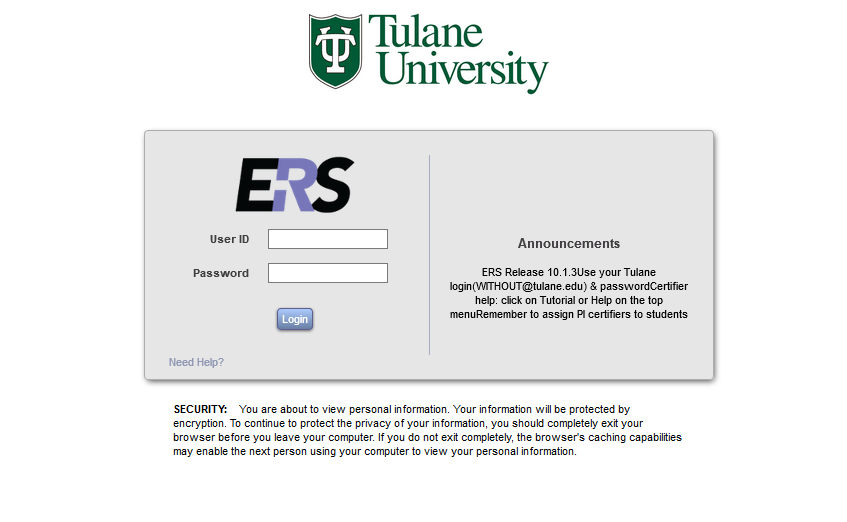 Tulane
University
ERS
User ID
Password
Login
Need Help?
Announcements
ERS Release 10.1.3Use your Tulane
login(WITHOUT@tulane.edu) & passwordCertifier
help: click on Tutorial or Help on the top
menuRemember to assign PI certifiers to students
SECURITY: You are about to view personal information. Your information will be protected by
encryption. To continue to protect the privacy of your information, you should completely exit your
browser before you leave your computer. If you do not exit completely, the browser's caching capabilities
may enable the next person using your computer to view your personal information.